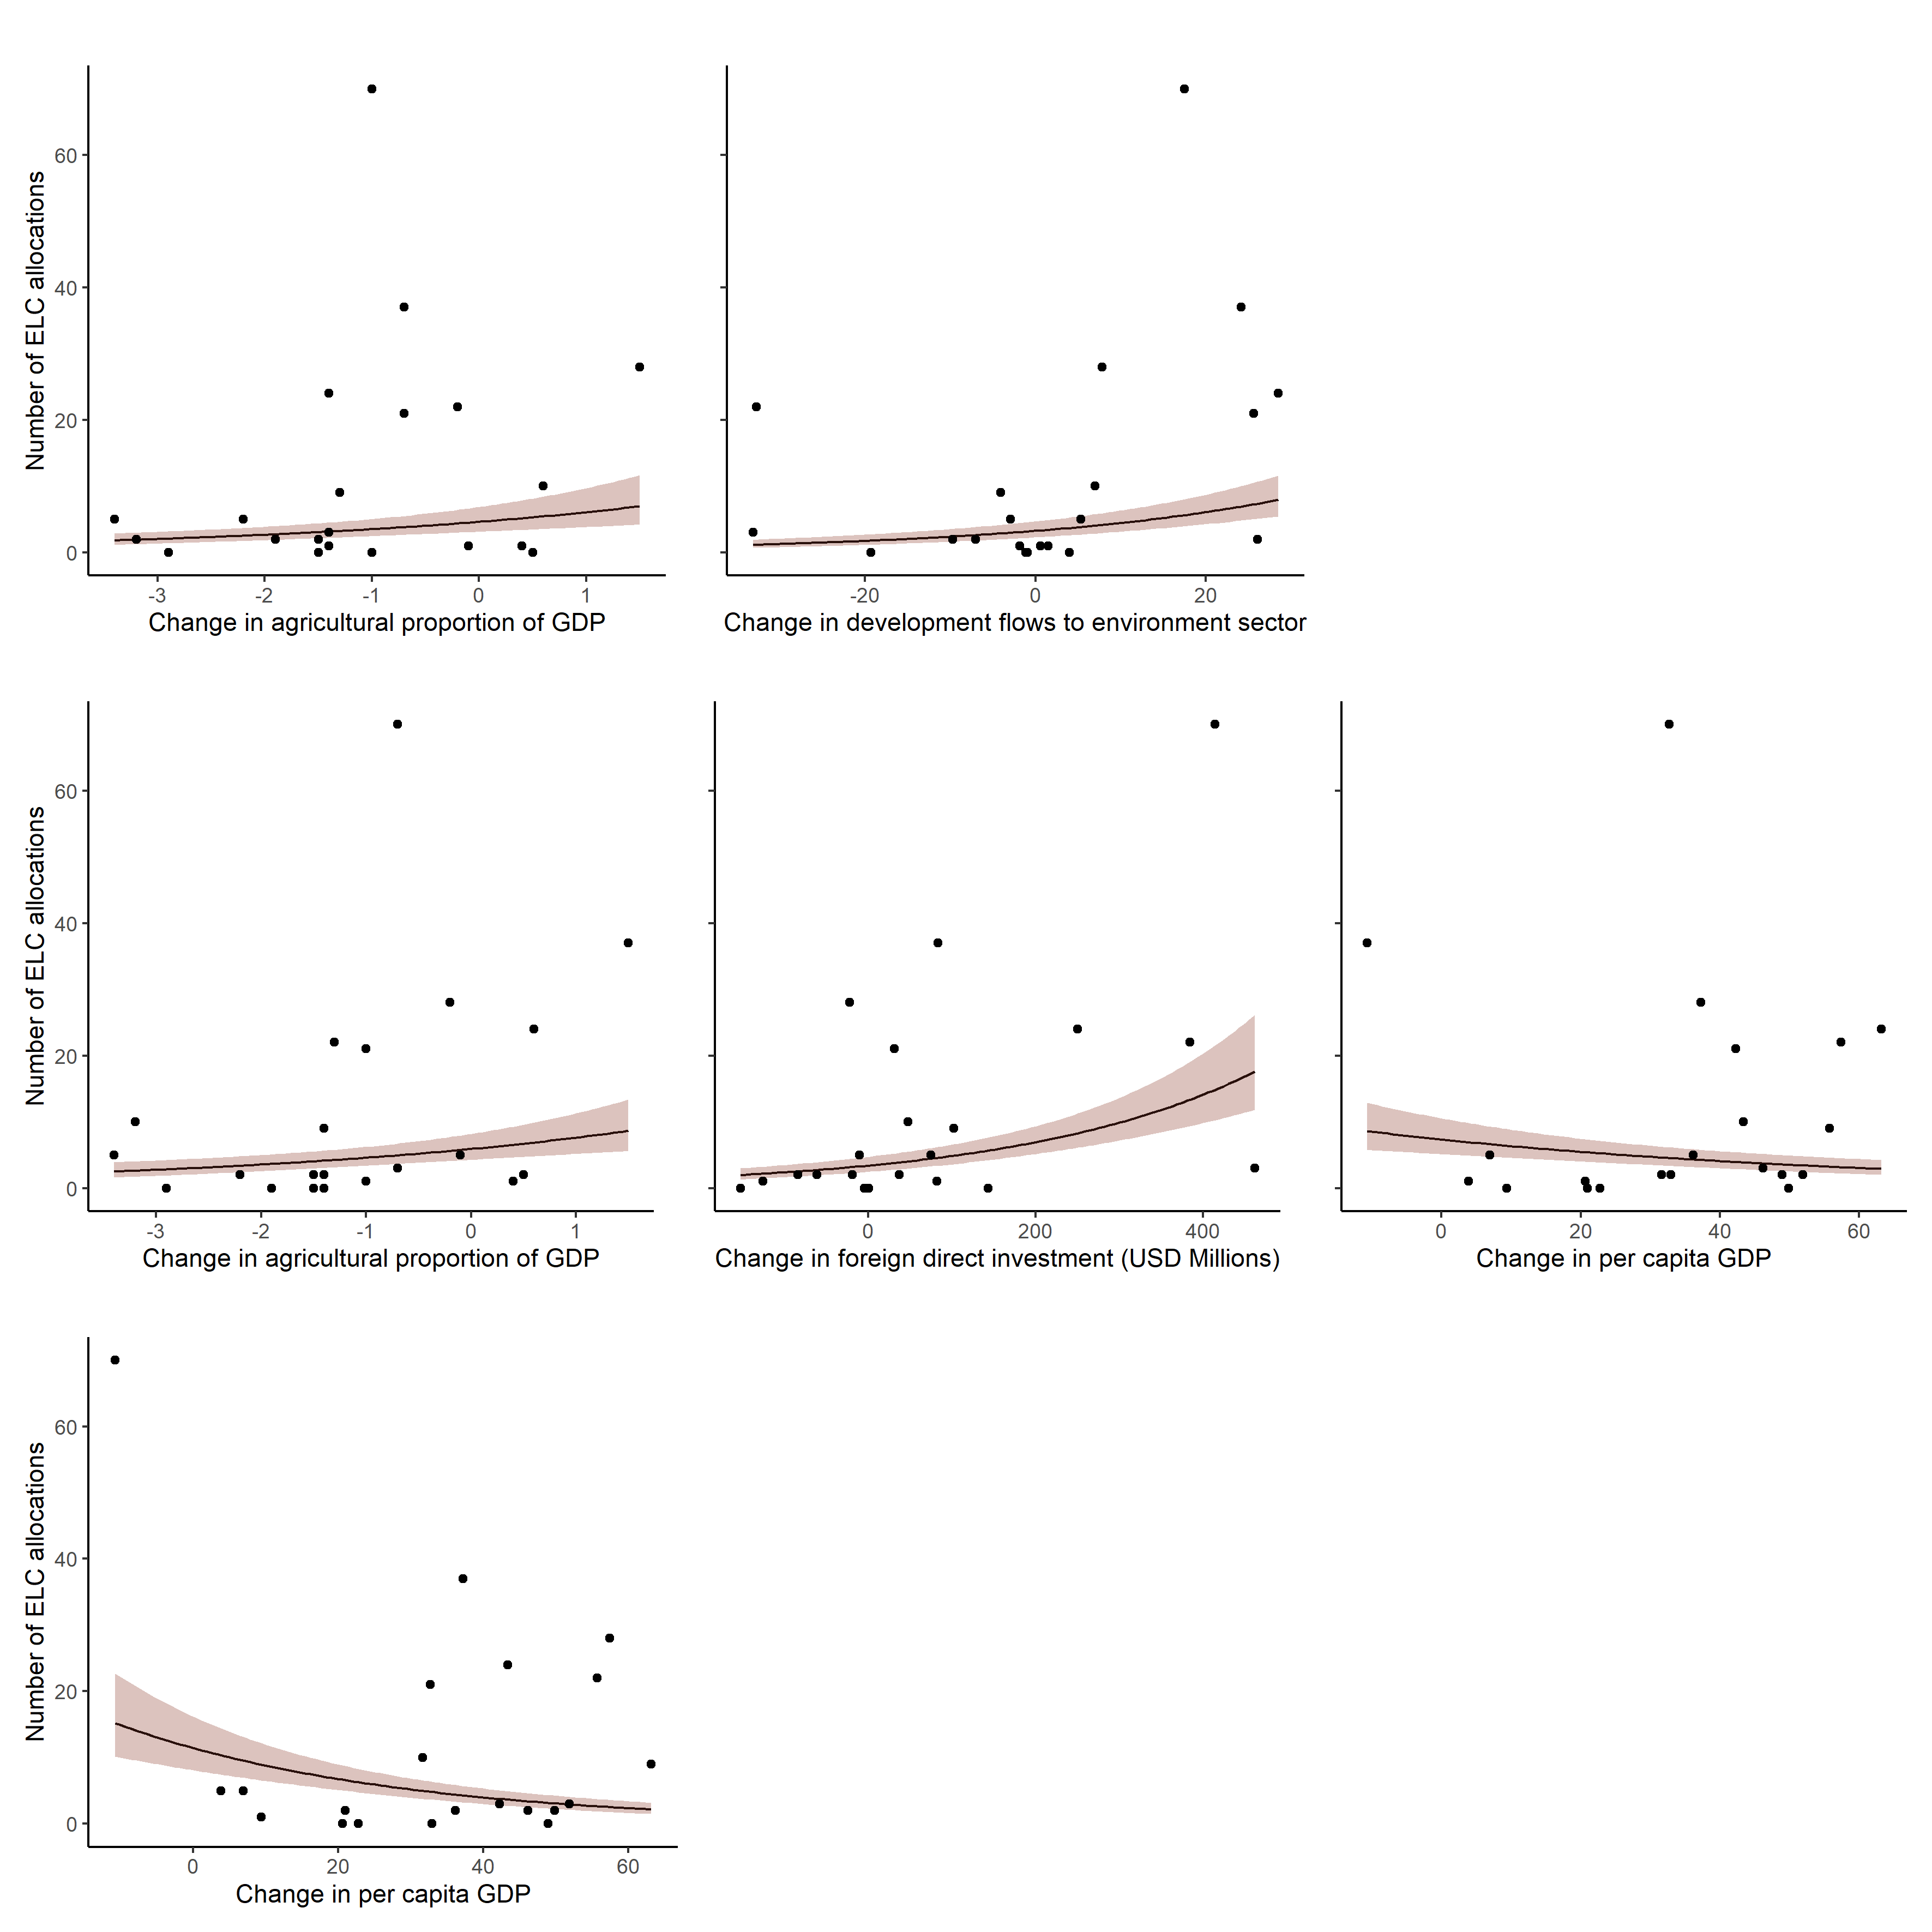 Number of ELC allocations
60
40
20
0
-3 -2 -1 0 1
Change in agricultural proportion of GDP
-20 0 20
Change in development flows to environment sector
Number of ELC allocations
60
40
20
0
-3 -2 -1 0 1
Change in agricultural proportion of GDP
0 200 400
Change in foreign direct investment (USD Millions)
0 20 40 60
Change in per capita GDP
Number of ELC allocations
60
40
20
0
0 20 40 60
Change in per capita GDP